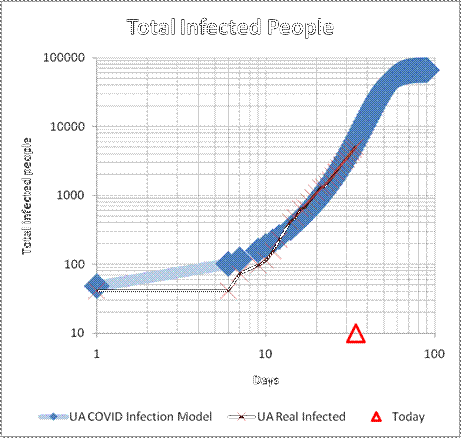 Total Infected People
100000
10000
1000
100
10
Total infected people
1 10 100
Days
UA COVID Infection Model UA Real Infected Today